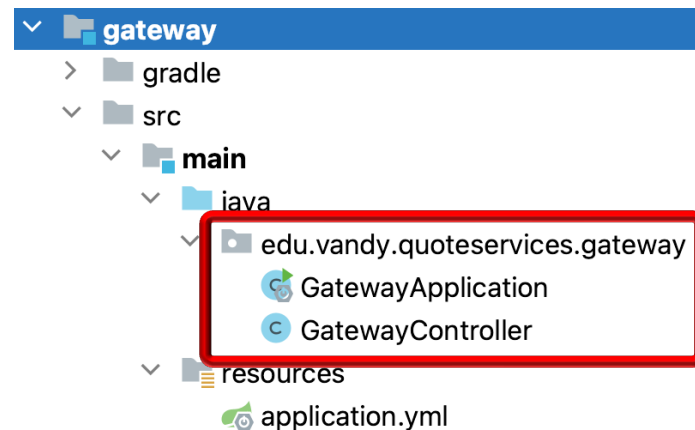 gateway
gradle
src
main
java
edu.vandy.quoteservices.gateway
GatewayApplication
GatewayController
resources
application.yml